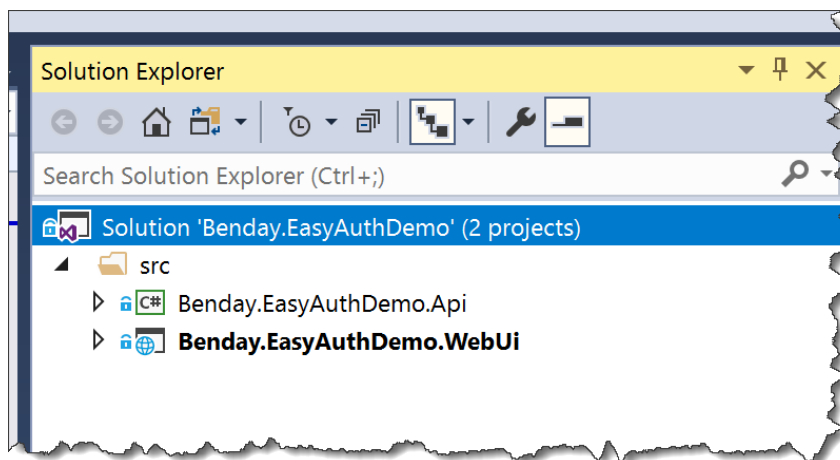 Solution Explorer
Search Solution Explorer (Ctrl+;)
Solution 'Benday.EasyAuthDemo' (2 projects)
src
C# Benday.EasyAuthDemo.Api
Benday.EasyAuthDemo.WebUi